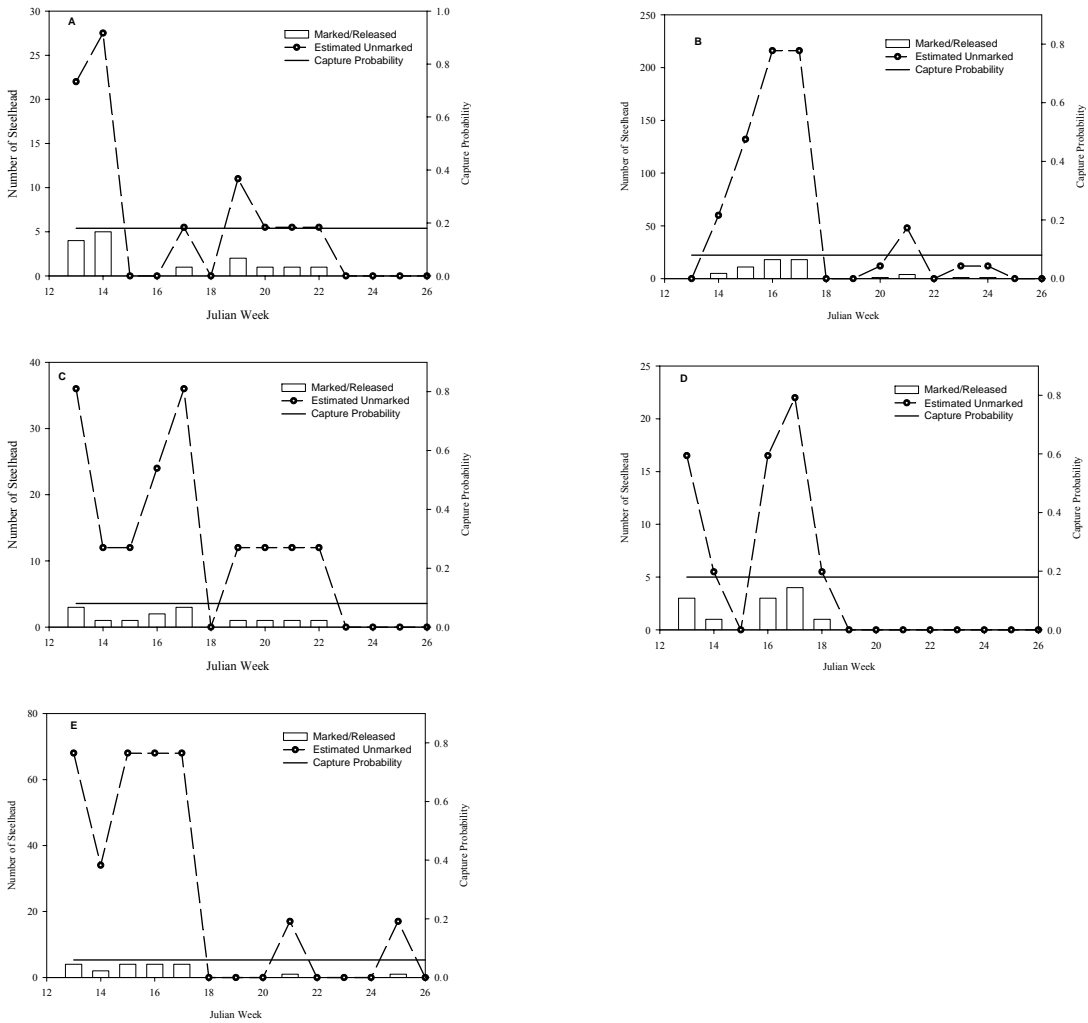 A
Marked/Released
Estimated Unmarked
Capture Probability
30
25
20
15
10
5
0
Number of Steelhead
1.0
0.8
0.6
0.4
0.2
0.0
Capture Probability
12 14 16 18 20 22 24 26
Julian Week
B
Marked/Released
Estimated Unmarked
Capture Probability
250
200
150
100
50
0
Number of Steelhead
0.8
0.6
0.4
0.2
0.0
Capture Probability
12 14 16 18 20 22 24 26
Julian Week
C
Marked/Released
Estimated Unmarked
Capture Probability
40
30
20
10
0
Number of Steelhead
0.8
0.6
0.4
0.2
0.0
Capture Probability
12 14 16 18 20 22 24 26
Julian Week
D
Marked/Released
Estimated Unmarked
Capture Probability
25
20
15
10
5
0
Number of Steelhead
0.8
0.6
0.4
0.2
0.0
Capture Probability
12 14 16 18 20 22 24 26
Julian Week
E
Marked/Released
Estimated Unmarked
Capture Probability
80
60
40
20
0
Number of Steelhead
0.8
0.6
0.4
0.2
0.0
Capture Probability
12 14 16 18 20 22 24 26
Julian Week